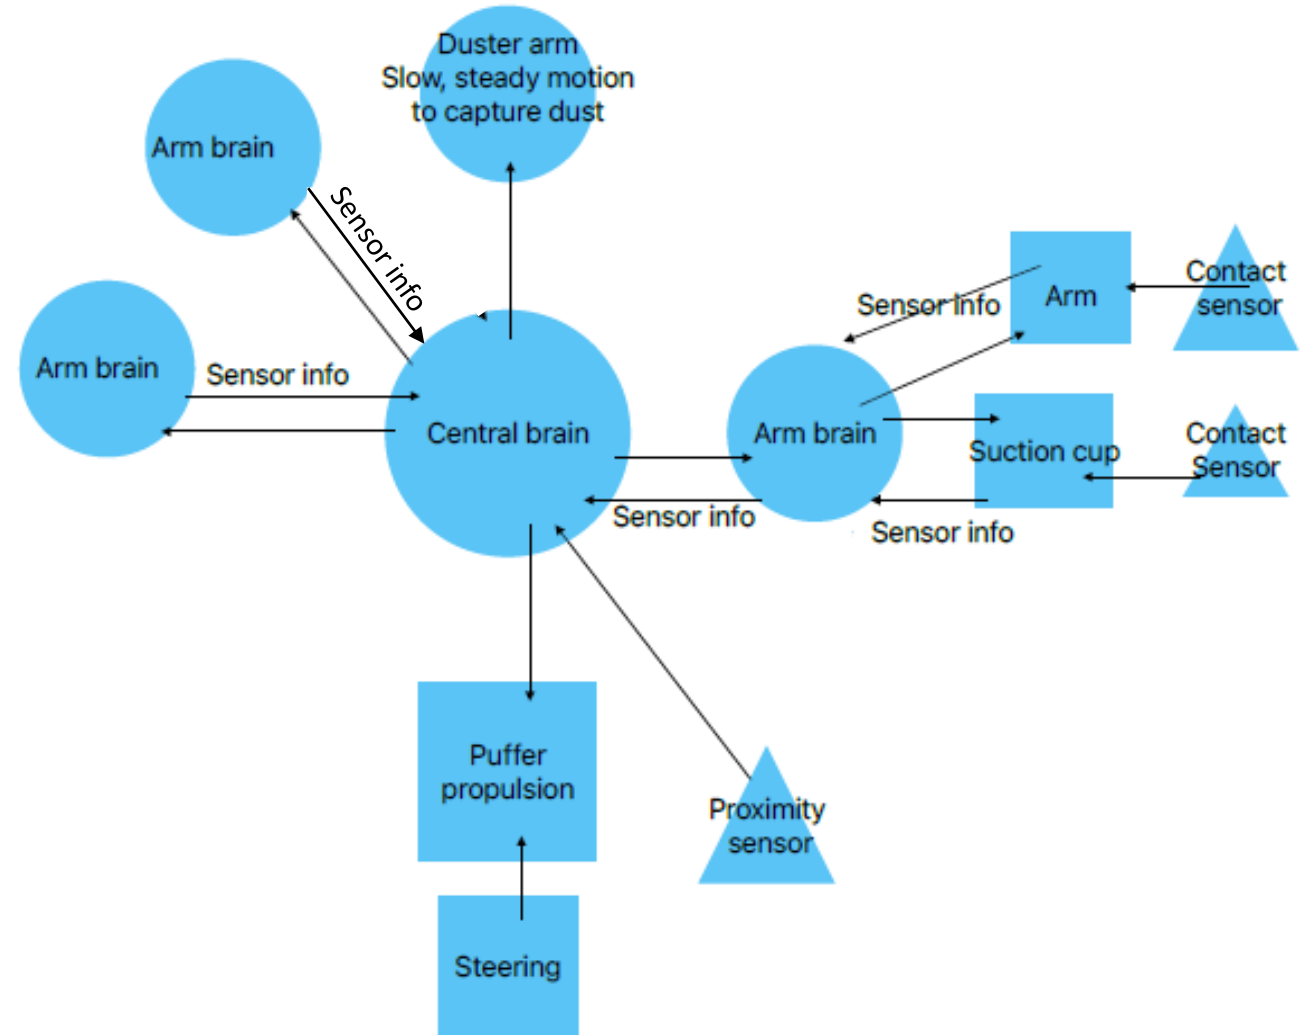 Duster arm
Slow, steady motion
to capture dust
Arm brain
Sensor info
Arm brain
Sensor info
Central brain
Arm brain
Sensor info
Sensor info
Arm
Contact
sensor
Suction cup
Contact
Sensor
Sensor info
Puffer
propulsion
Proximity
sensor
Steering